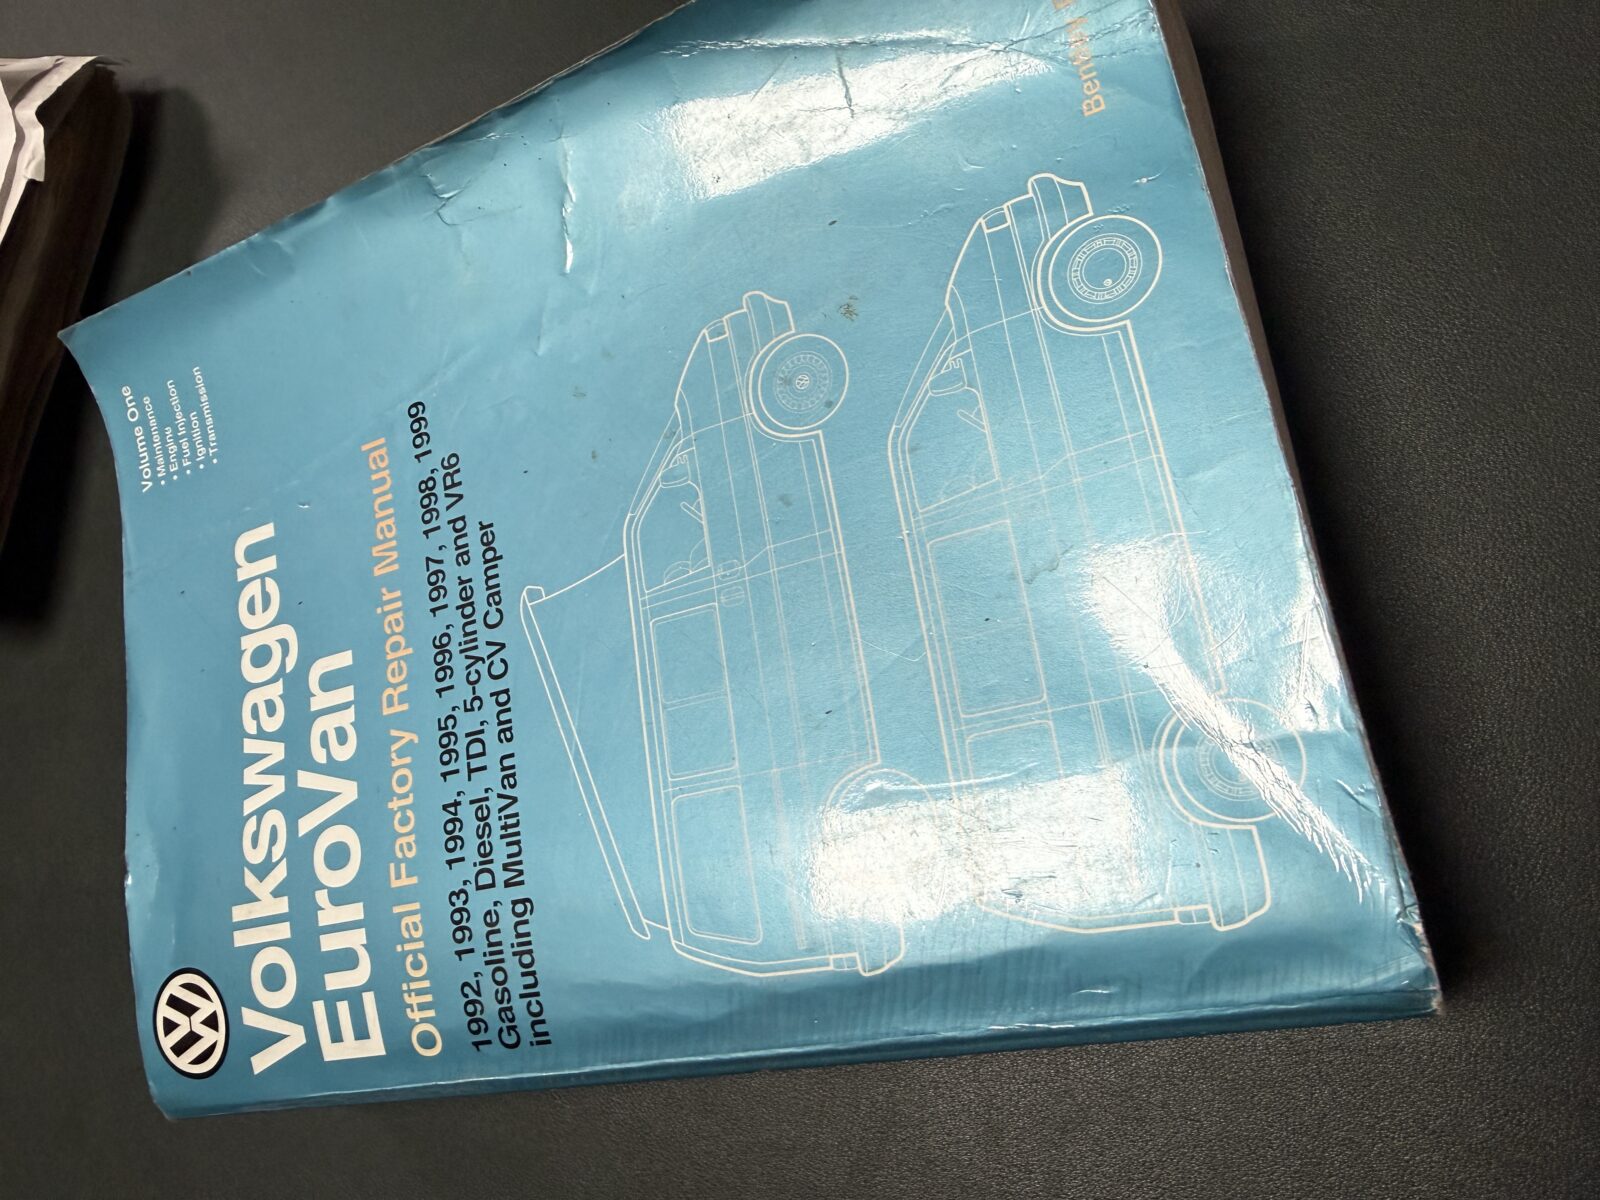 Volume One
• Maintenance
• Engine
• Fuel Injection
• Ignition
• Transmission
Volkswagen
EuroVan
Official Factory Repair Manual
1992, 1993, 1994, 1995, 1996, 1997, 1998, 1999
Gasoline, Diesel, TDI, 5-cylinder and VR6
including MultiVan and CV Camper
Bentley